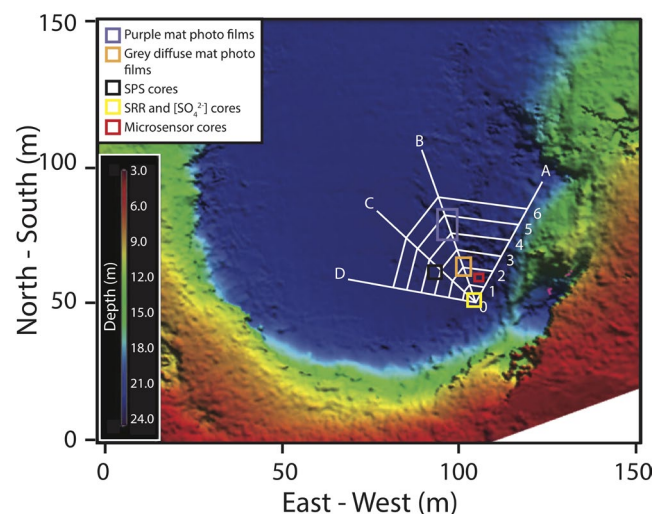 150
Purple mat photo films
Grey diffuse mat photo
films
SPS cores
SRR and [SO₄²⁻] cores
Microsensor cores
North - South (m)
100
50
0
Depth (m)
3.0
6.0
9.0
12.0
15.0
18.0
21.0
24.0
B
A
C
D
6
5
4
3
2
1
0
0
50
100
150
East - West (m)